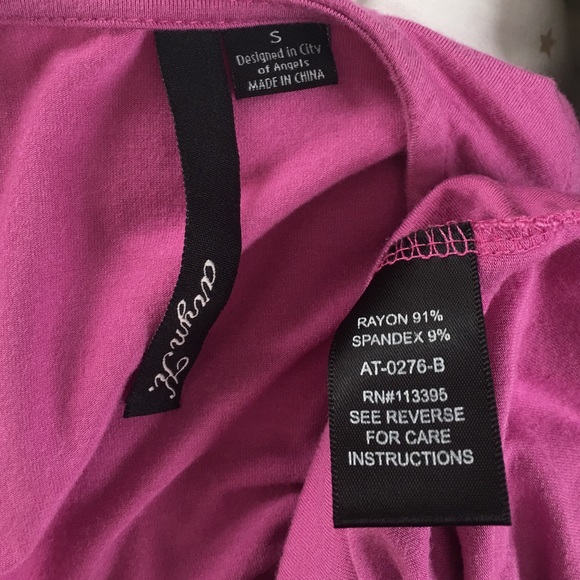 S
Designed in City
of Angels
MADE IN CHINA
aryn K.
RAYON 91%
SPANDEX 9%
AT-0276-B
RN#113395
SEE REVERSE
FOR CARE
INSTRUCTIONS